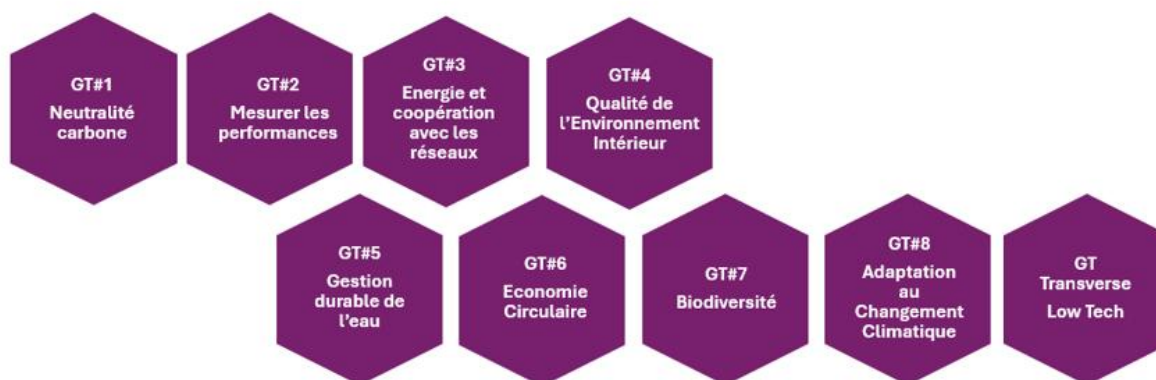 GT#1
Neutralité
carbone
GT#2
Mesurer les
performances
GT#3
Energie et
coopération
avec les
réseaux
GT#4
Qualité de
l'Environnement
Intérieur
GT#5
Gestion
durable de
l'eau
GT#6
Economie
Circulaire
GT#7
Biodiversité
GT#8
Adaptation
au
Changement
Climatique
GT
Transverse
Low Tech